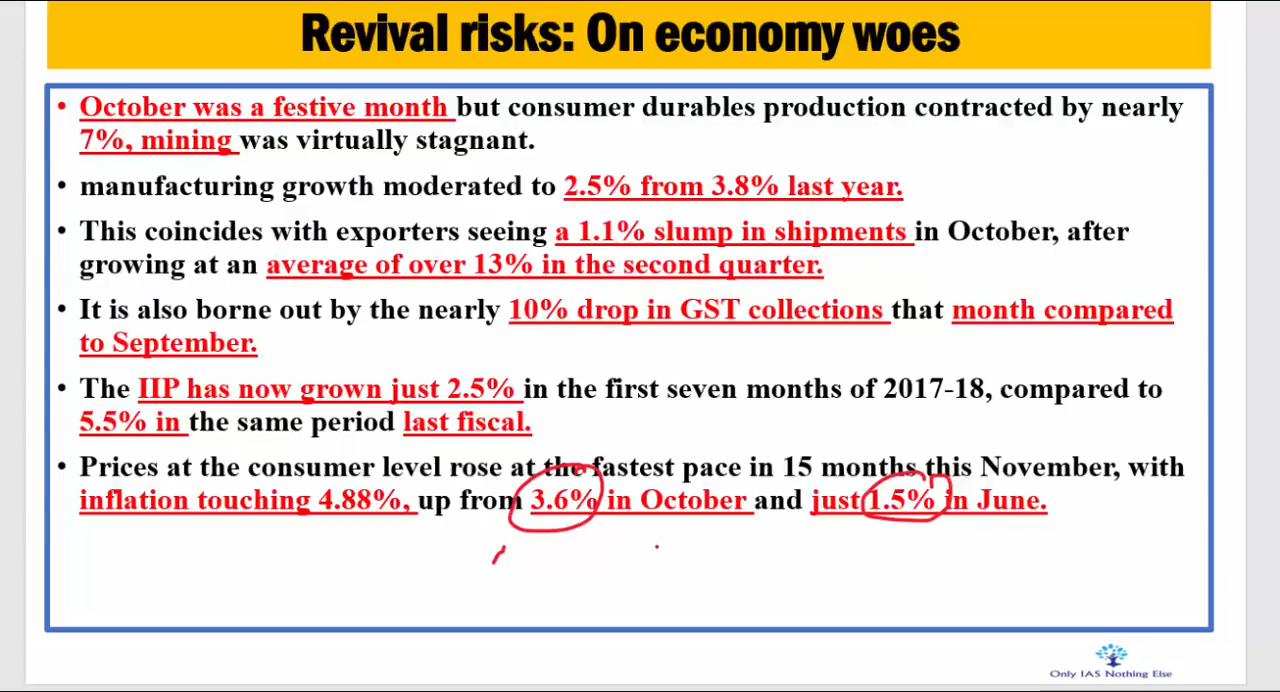 Revival risks: On economy woes
• October was a festive month but consumer durables production contracted by nearly
7%, mining was virtually stagnant.
• manufacturing growth moderated to 2.5% from 3.8% last year.
• This coincides with exporters seeing a 1.1% slump in shipments in October, after
growing at an average of over 13% in the second quarter.
• It is also borne out by the nearly 10% drop in GST collections that month compared
to September.
• The IIP has now grown just 2.5% in the first seven months of 2017-18, compared to
5.5% in the same period last fiscal.
• Prices at the consumer level rose at the fastest pace in 15 months this November, with
inflation touching 4.88%, up from 3.6% in October and just 1.5% in June.
Only IAS Nothing Else